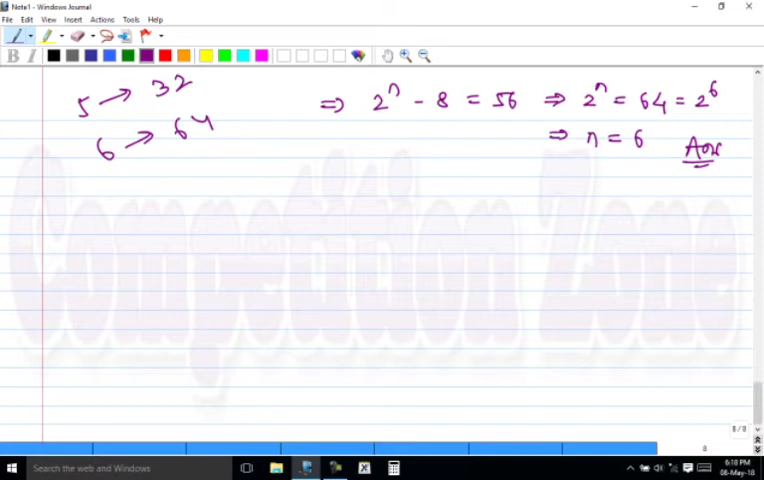 Note1 - Windows Journal
File Edit View Insert Actions Tools Help
B I
5 → 32
6 → 64
⇒ 2ⁿ - 8 = 56 ⇒ 2ⁿ = 64 = 2⁶
⇒ n = 6 Ans
Competition Zone
8 / 8
8
Search the web and Windows
6:18 PM
08-May-18